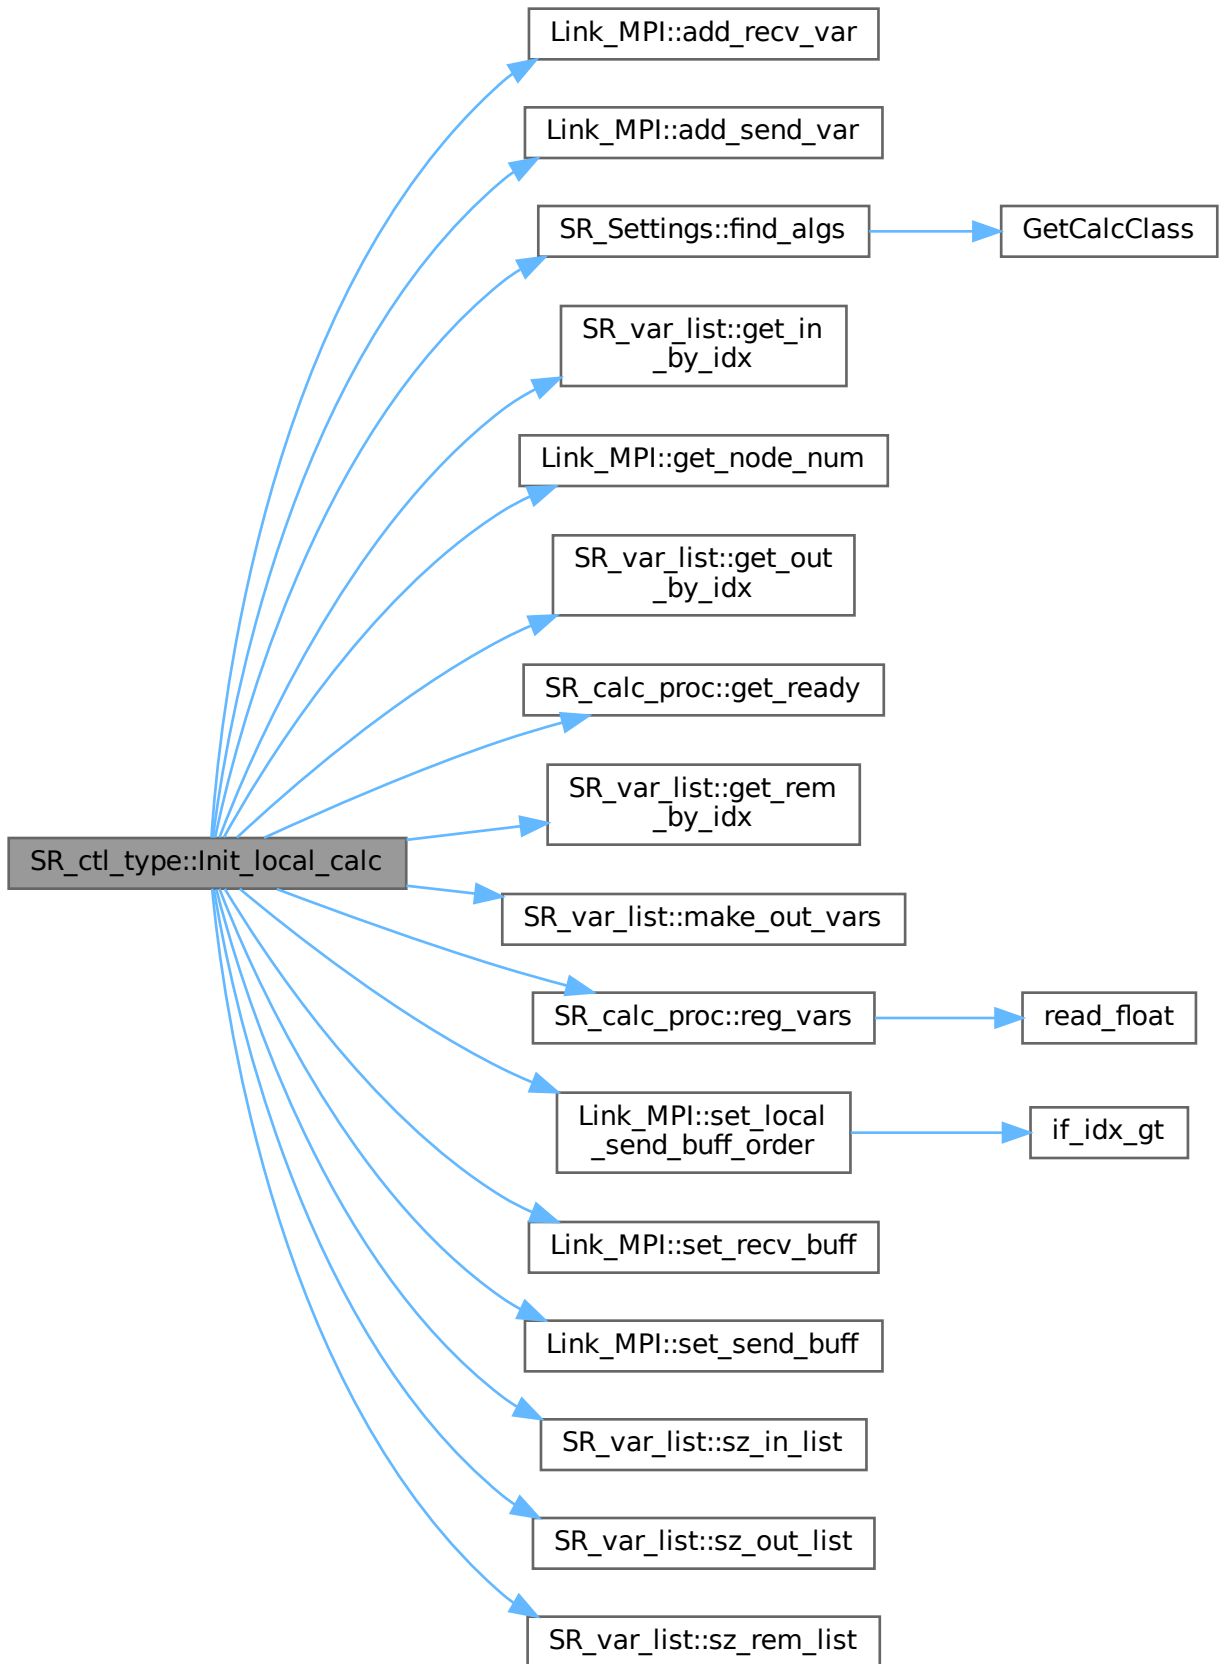 Link_MPI::add_recv_var
Link_MPI::add_send_var
SR_Settings::find_algs
GetCalcClass
SR_var_list::get_in
_by_idx
Link_MPI::get_node_num
SR_var_list::get_out
_by_idx
SR_calc_proc::get_ready
SR_var_list::get_rem
_by_idx
SR_ctl_type::Init_local_calc
SR_var_list::make_out_vars
SR_calc_proc::reg_vars
read_float
Link_MPI::set_local
_send_buff_order
if_idx_gt
Link_MPI::set_recv_buff
Link_MPI::set_send_buff
SR_var_list::sz_in_list
SR_var_list::sz_out_list
SR_var_list::sz_rem_list